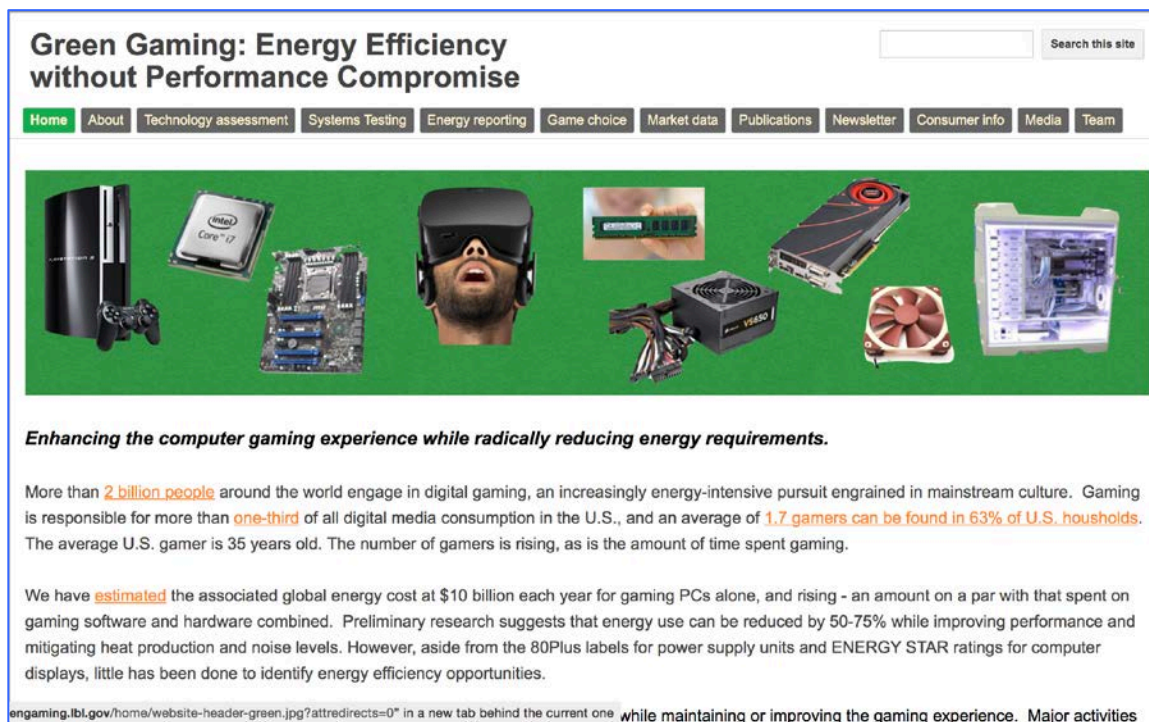 Green Gaming: Energy Efficiency
without Performance Compromise
Search this site
Home About Technology assessment Systems Testing Energy reporting Game choice Market data Publications Newsletter Consumer info Media Team
intel
Core™ i7
VS650
Enhancing the computer gaming experience while radically reducing energy requirements.
More than 2 billion people around the world engage in digital gaming, an increasingly energy-intensive pursuit engrained in mainstream culture. Gaming
is responsible for more than one-third of all digital media consumption in the U.S., and an average of 1.7 gamers can be found in 63% of U.S. housholds.
The average U.S. gamer is 35 years old. The number of gamers is rising, as is the amount of time spent gaming.
We have estimated the associated global energy cost at $10 billion each year for gaming PCs alone, and rising - an amount on a par with that spent on
gaming software and hardware combined. Preliminary research suggests that energy use can be reduced by 50-75% while improving performance and
mitigating heat production and noise levels. However, aside from the 80Plus labels for power supply units and ENERGY STAR ratings for computer
displays, little has been done to identify energy efficiency opportunities.
engaming.lbl.gov/home/website-header-green.jpg?attredirects=0" in a new tab behind the current one while maintaining or improving the gaming experience. Major activities